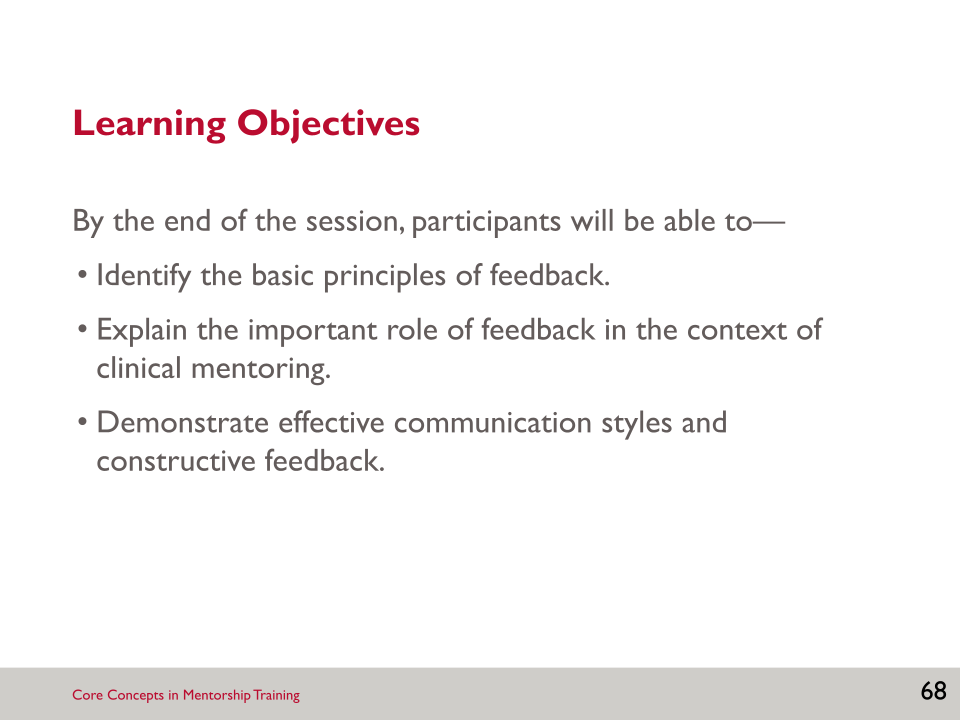 Learning Objectives
By the end of the session, participants will be able to—
• Identify the basic principles of feedback.
• Explain the important role of feedback in the context of
clinical mentoring.
• Demonstrate effective communication styles and
constructive feedback.
Core Concepts in Mentorship Training
68